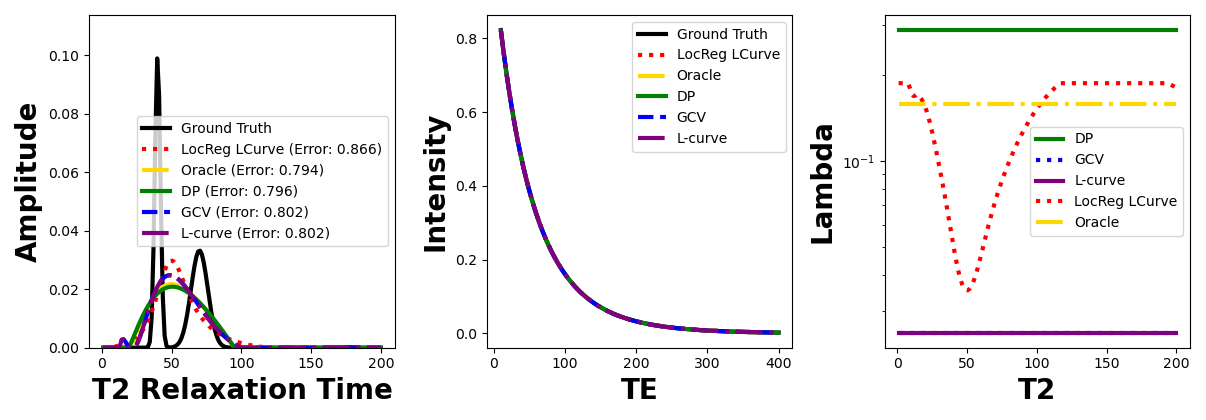 Amplitude
0.10
0.08
0.06
0.04
0.02
0.00
Ground Truth
LocReg LCurve (Error: 0.866)
Oracle (Error: 0.794)
DP (Error: 0.796)
GCV (Error: 0.802)
L-curve (Error: 0.802)
0 50 100 150 200
T2 Relaxation Time
Intensity
0.8
0.6
0.4
0.2
0.0
Ground Truth
LocReg LCurve
Oracle
DP
GCV
L-curve
0 100 200 300 400
TE
Lambda
10⁻¹
DP
GCV
L-curve
LocReg LCurve
Oracle
0 50 100 150 200
T2